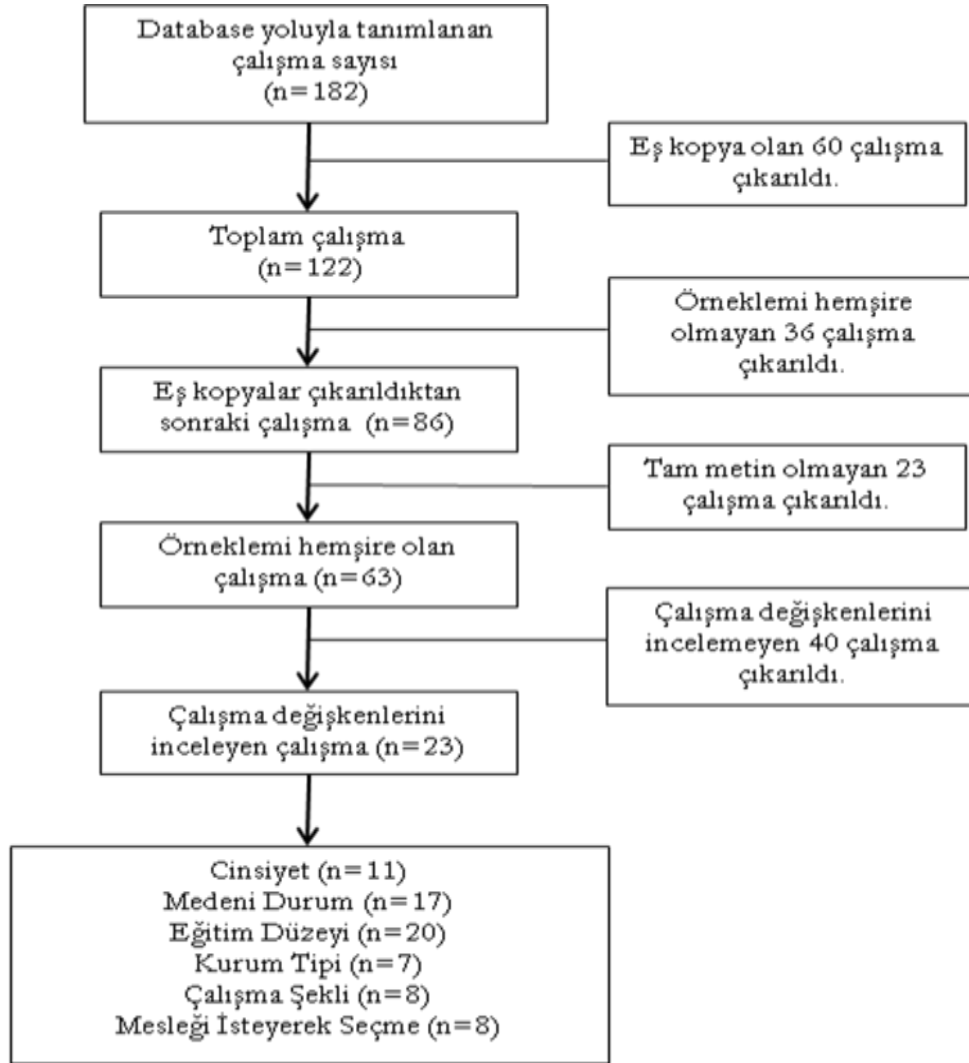 Database yoluyla tanımlanan
çalışma sayısı
(n=182)
Eş kopya olan 60 çalışma
çıkarıldı.
Toplam çalışma
(n=122)
Örneklemi hemşire
olmayan 36 çalışma
çıkarıldı.
Eş kopyalar çıkarıldıktan
sonraki çalışma (n=86)
Tam metin olmayan 23
çalışma çıkarıldı.
Örneklemi hemşire olan
çalışma (n=63)
Çalışma değişkenlerini
incelemeyen 40 çalışma
çıkarıldı.
Çalışma değişkenlerini
inceleyen çalışma (n=23)
Cinsiyet (n=11)
Medeni Durum (n=17)
Eğitim Düzeyi (n=20)
Kurum Tipi (n=7)
Çalışma Şekli (n=8)
Mesleği İsteyerek Seçme (n=8)